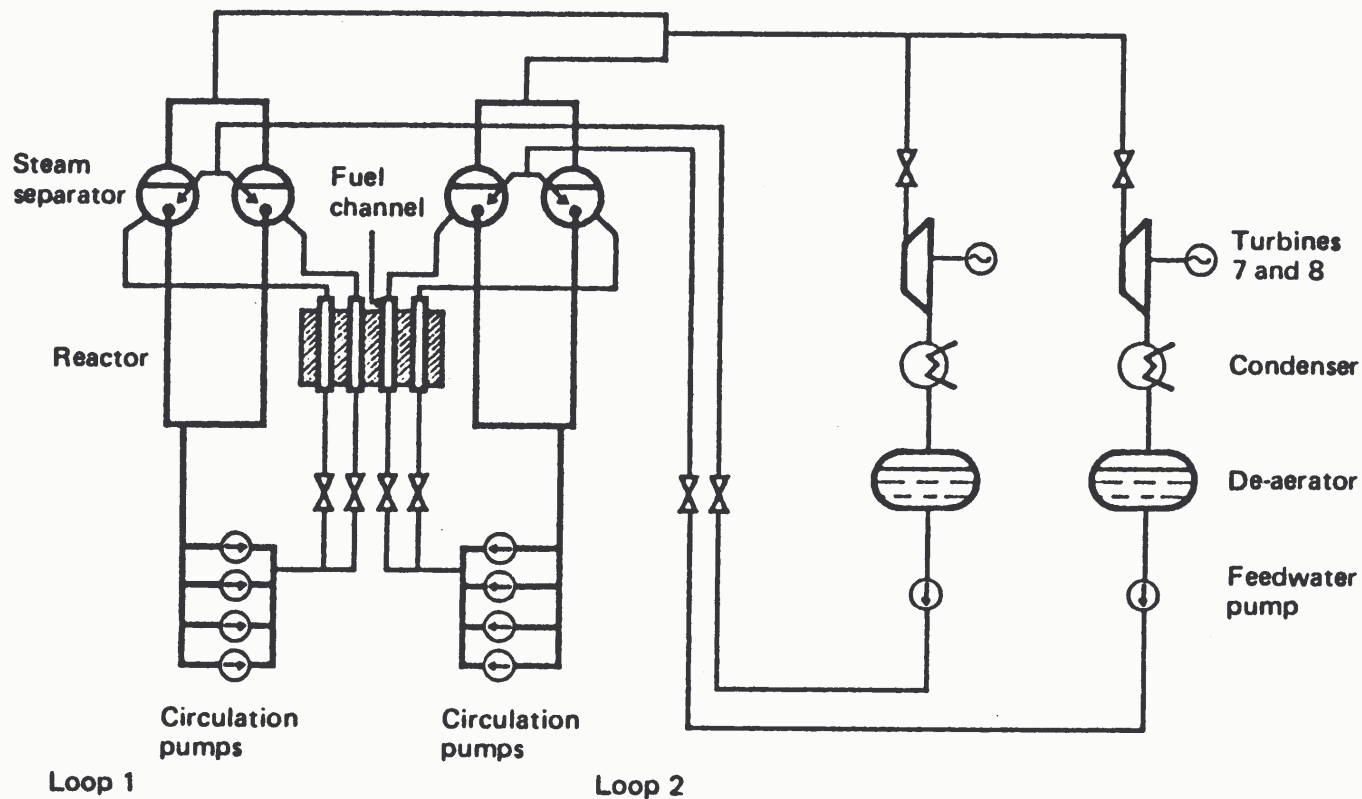 Steam
separator
Fuel
channel
Turbines
7 and 8
Reactor
Condenser
De-aerator
Feedwater
pump
Circulation
pumps
Circulation
pumps
Loop 1
Loop 2